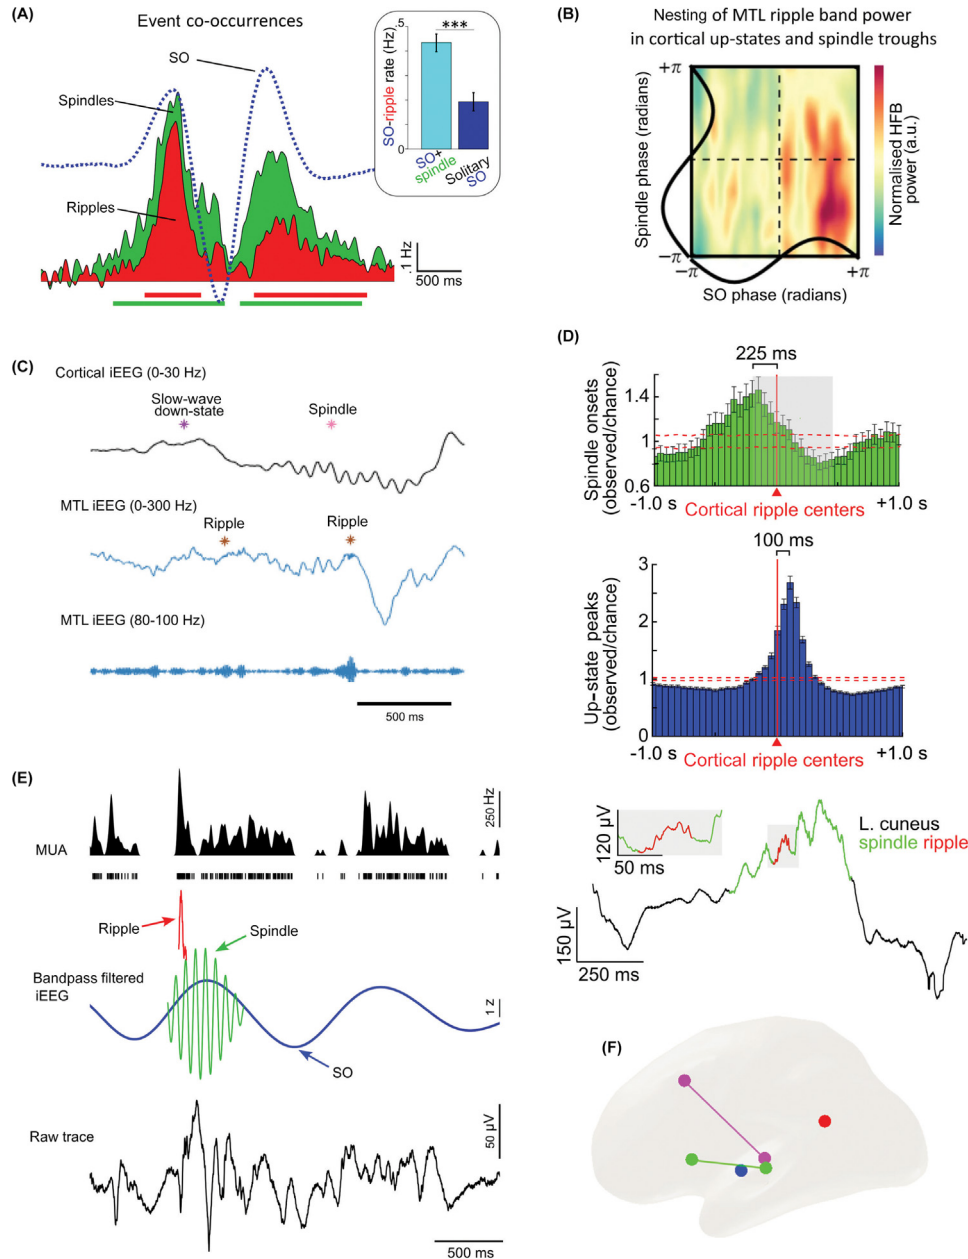 (A)
Event co-occurrences
SO
Spindles
Ripples
.1 Hz
500 ms
SO-ripple rate (Hz)
.5
0
***
SO+
spindle
Solitary
SO
(B)
Nesting of MTL ripple band power
in cortical up-states and spindle troughs
Spindle phase (radians)
+π
−π
−π
+π
SO phase (radians)
Normalised HFB
power (a.u.)
(C)
Cortical iEEG (0-30 Hz)
Slow-wave
down-state
Spindle
MTL iEEG (0-300 Hz)
Ripple
Ripple
MTL iEEG (80-100 Hz)
500 ms
(D)
225 ms
Spindle onsets
(observed/chance)
1.4
1
0.6
-1.0 s
+1.0 s
Cortical ripple centers
100 ms
Up−state peaks
(observed/chance)
3
2
1
0
-1.0 s
+1.0 s
Cortical ripple centers
120 µV
50 ms
L. cuneus
spindle ripple
150 µV
250 ms
(E)
MUA
250 Hz
Ripple
Spindle
Bandpass filtered
iEEG
1 z
SO
Raw trace
50 µV
500 ms
(F)